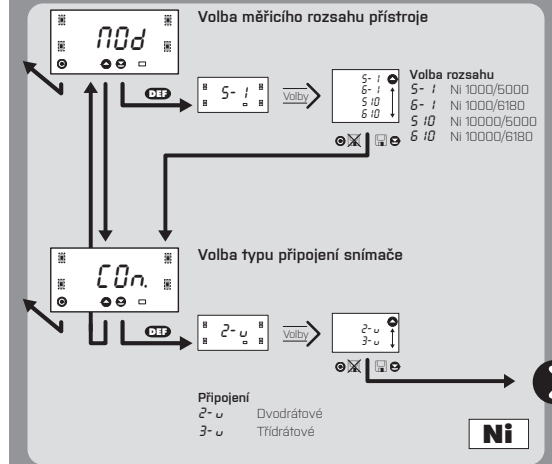 Volba měřicího rozsahu přístroje
MOd
DEF
5- 1
Volby
5- 1
6- 1
5 10
6 10
Volba rozsahu
5- 1 Ni 1000/5000
6- 1 Ni 1000/6180
5 10 Ni 10000/5000
6 10 Ni 10000/6180
Volba typu připojení snímače
COn.
DEF
2- u
Volby
2- u
3- u
Připojení
2- u Dvodrátové
3- u Třídrátové
Ni